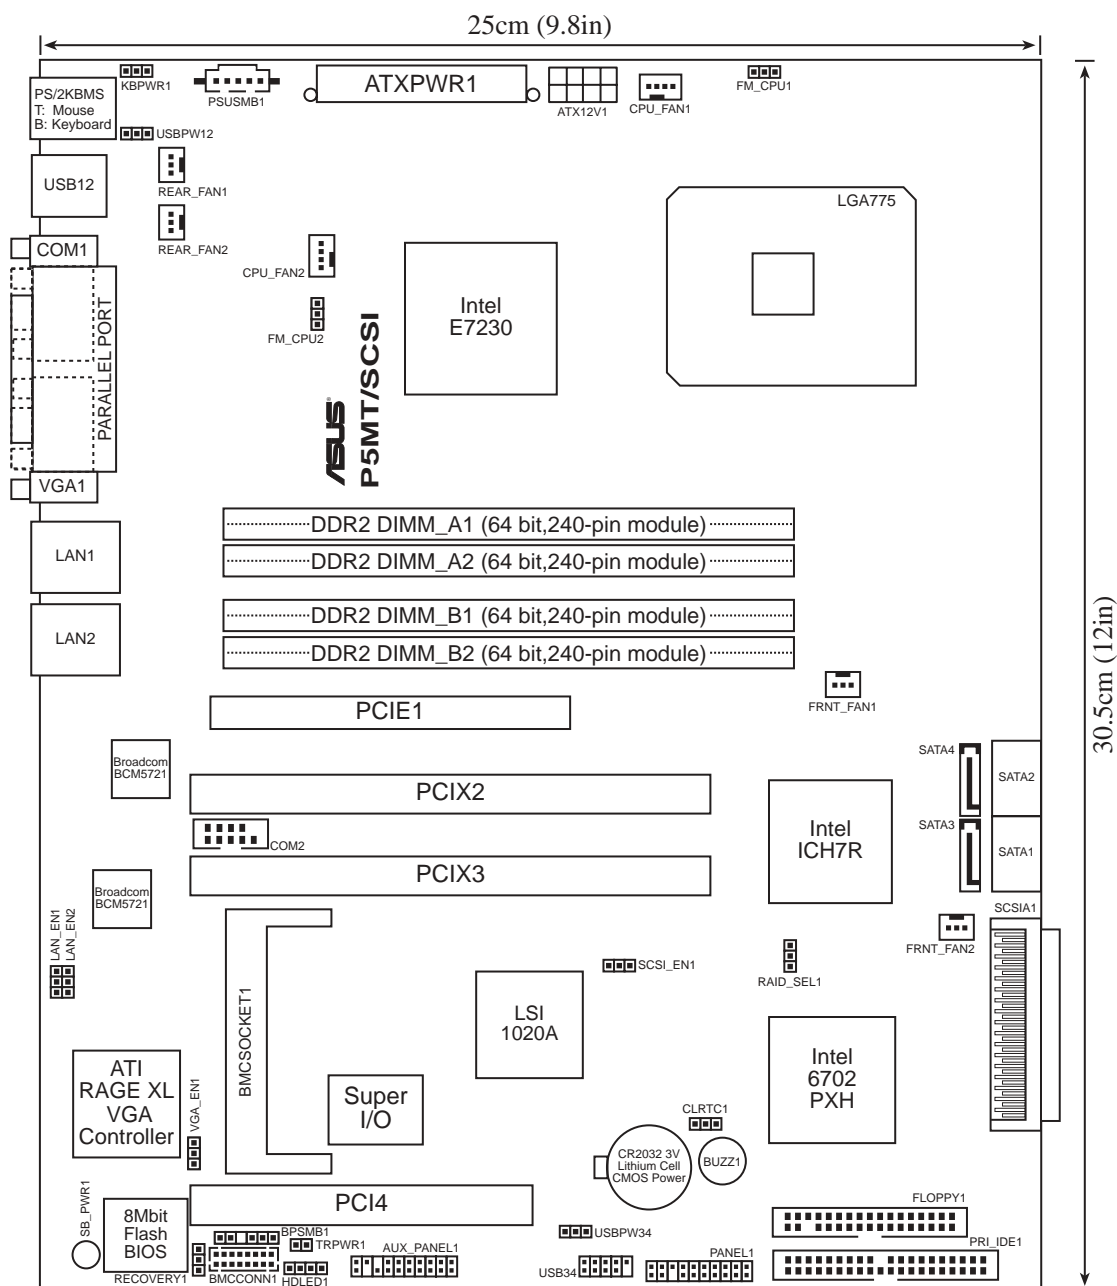 25cm (9.8in)
KBPWR1
PSUSMB1
ATXPWR1
ATX12V1
CPU_FAN1
FM_CPU1
PS/2KBMS
T: Mouse
B: Keyboard
USBPW12
USB12
REAR_FAN1
REAR_FAN2
LGA775
COM1
CPU_FAN2
FM_CPU2
Intel
E7230
PARALLEL PORT
ASUS
P5MT/SCSI
VGA1
LAN1
LAN2
DDR2 DIMM_A1 (64 bit,240-pin module)
DDR2 DIMM_A2 (64 bit,240-pin module)
DDR2 DIMM_B1 (64 bit,240-pin module)
DDR2 DIMM_B2 (64 bit,240-pin module)
30.5cm (12in)
FRNT_FAN1
PCIE1
Broadcom
BCM5721
PCIX2
COM2
PCIX3
Intel
ICH7R
SATA4
SATA2
SATA3
SATA1
Broadcom
BCM5721
LAN_EN1
LAN_EN2
SCSIA1
FRNT_FAN2
SCSI_EN1
RAID_SEL1
BMCSOCKET1
LSI
1020A
Intel
6702
PXH
ATI
RAGE XL
VGA
Controller
VGA_EN1
Super
I/O
CLRTC1
CR2032 3V
Lithium Cell
CMOS Power
BUZZ1
PCI4
SB_PWR1
8Mbit
Flash
BIOS
RECOVERY1
BPSMB1
TRPWR1
BMCCONN1
HDLED1
AUX_PANEL1
USBPW34
USB34
PANEL1
FLOPPY1
PRI_IDE1